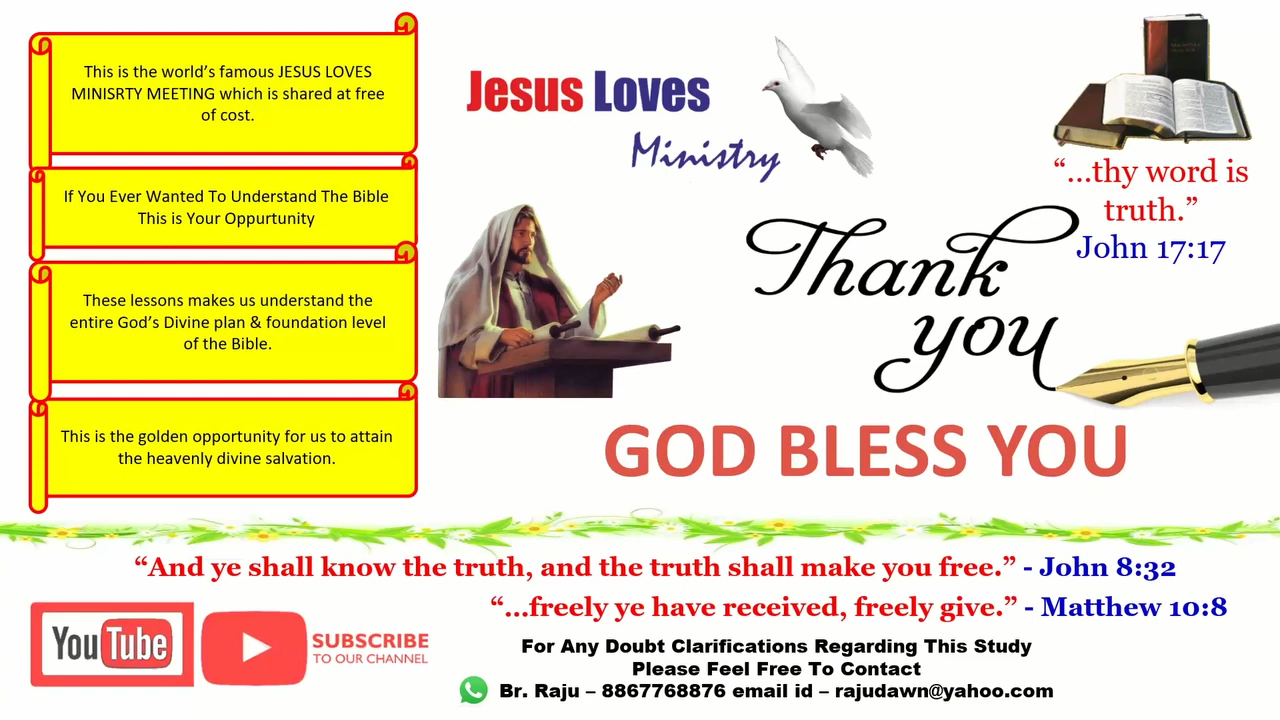 This is the world’s famous JESUS LOVES
MINISRTY MEETING which is shared at free
of cost.
If You Ever Wanted To Understand The Bible
This is Your Oppurtunity
These lessons makes us understand the
entire God’s Divine plan & foundation level
of the Bible.
This is the golden opportunity for us to attain
the heavenly divine salvation.
Jesus Loves
Ministry
“...thy word is
truth.”
John 17:17
Thank
you
GOD BLESS YOU
“And ye shall know the truth, and the truth shall make you free.” - John 8:32
“...freely ye have received, freely give.” - Matthew 10:8
YouTube
SUBSCRIBE
TO OUR CHANNEL
For Any Doubt Clarifications Regarding This Study
Please Feel Free To Contact
Br. Raju – 8867768876 email id – rajudawn@yahoo.com